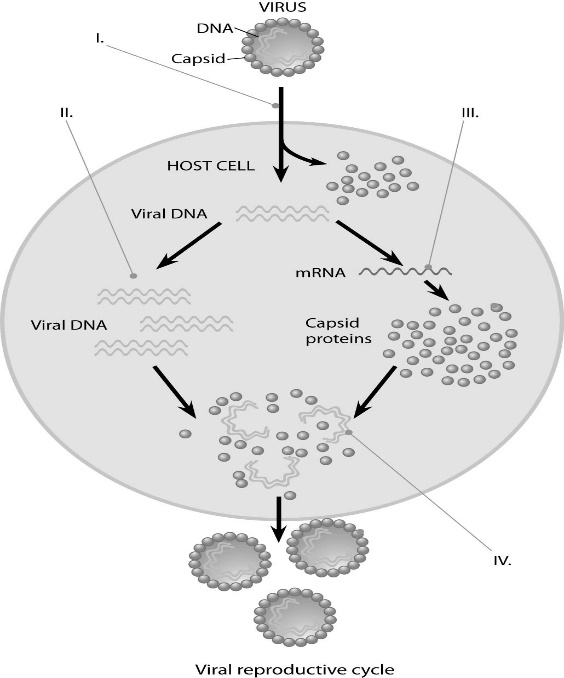 VIRUS
DNA
I.
Capsid
II.
III.
HOST CELL
Viral DNA
mRNA
Viral DNA
Capsid
proteins
IV.
Viral reproductive cycle